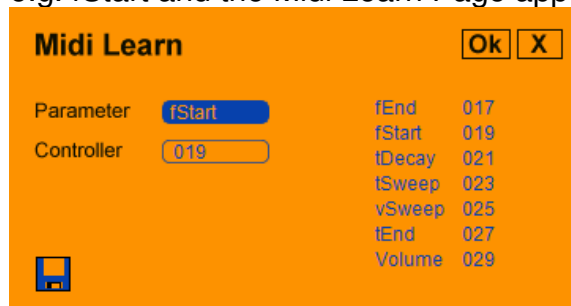 e.g. fStart and the Midi Learn Page app
Midi Learn Ok X
Parameter fStart
Controller 019
fEnd 017
fStart 019
tDecay 021
tSweep 023
vSweep 025
tEnd 027
Volume 029